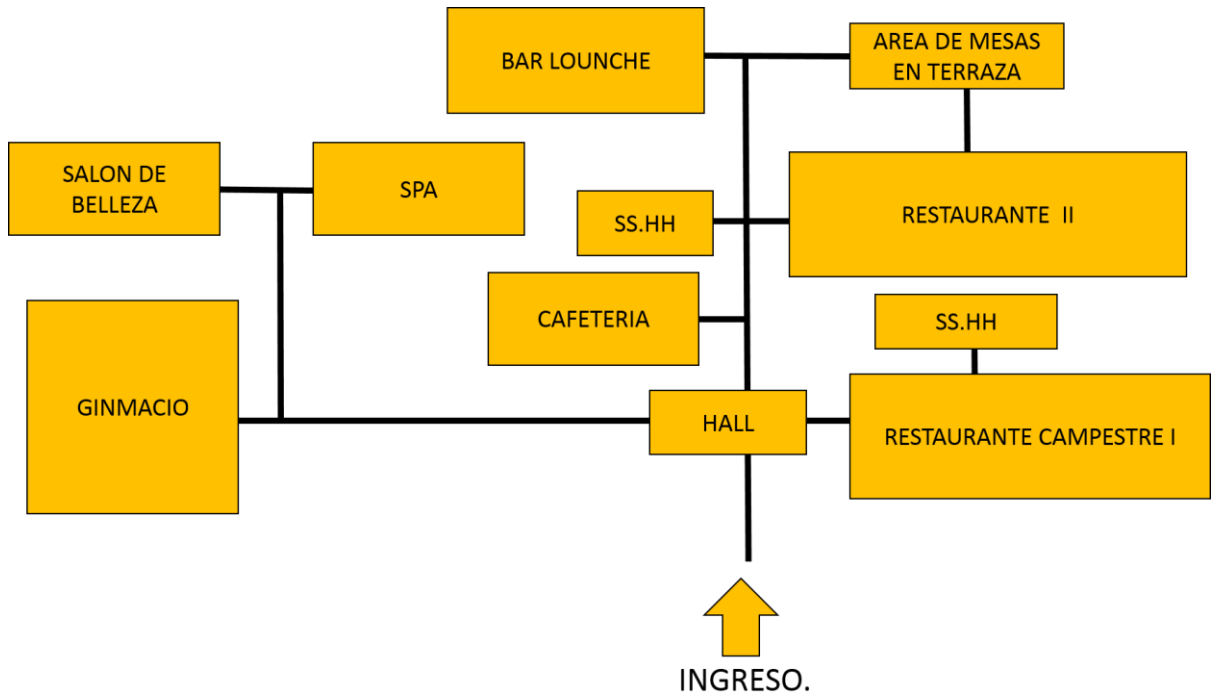 BAR LOUNCHE
AREA DE MESAS
EN TERRAZA
SALON DE
BELLEZA
SPA
SS.HH
RESTAURANTE  II
CAFETERIA
SS.HH
GINMACIO
HALL
RESTAURANTE CAMPESTRE I
INGRESO.